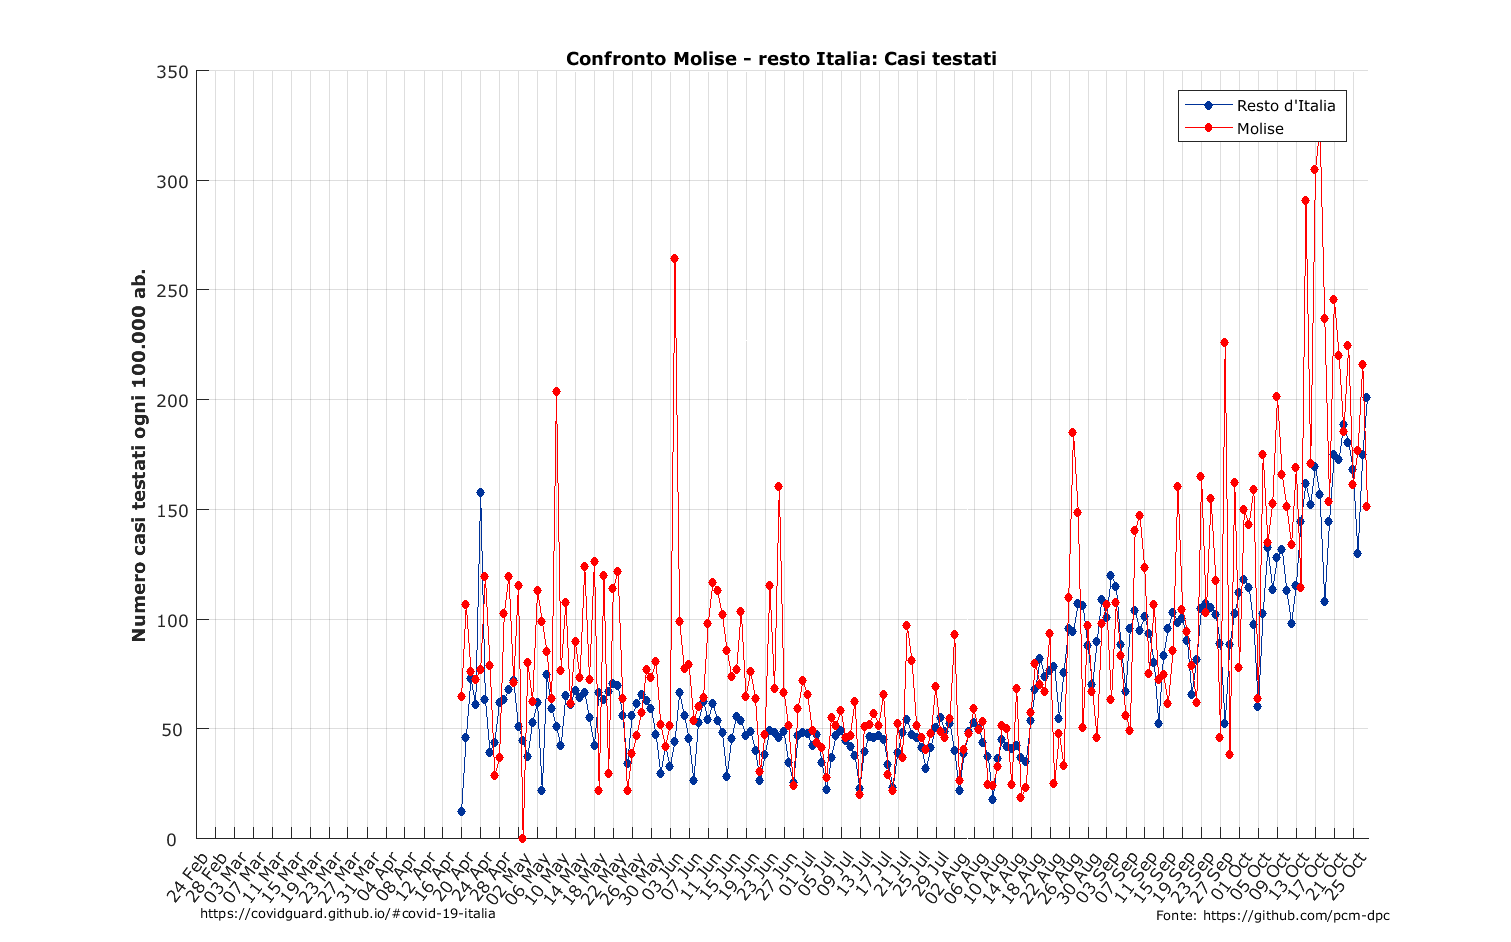 Confronto Molise - resto Italia: Casi testati
Numero casi testati ogni 100.000 ab.
350
300
250
200
150
100
50
0
Resto d'Italia
Molise
24 Feb
28 Feb
03 Mar
07 Mar
11 Mar
15 Mar
19 Mar
23 Mar
27 Mar
31 Mar
04 Apr
08 Apr
12 Apr
16 Apr
20 Apr
24 Apr
28 Apr
02 May
06 May
10 May
14 May
18 May
22 May
26 May
30 May
03 Jun
07 Jun
11 Jun
15 Jun
19 Jun
23 Jun
27 Jun
01 Jul
05 Jul
09 Jul
13 Jul
17 Jul
21 Jul
25 Jul
29 Jul
02 Aug
06 Aug
10 Aug
14 Aug
18 Aug
22 Aug
26 Aug
30 Aug
03 Sep
07 Sep
11 Sep
15 Sep
19 Sep
23 Sep
27 Sep
01 Oct
05 Oct
09 Oct
13 Oct
17 Oct
21 Oct
25 Oct
https://covidguard.github.io/#covid-19-italia
Fonte: https://github.com/pcm-dpc